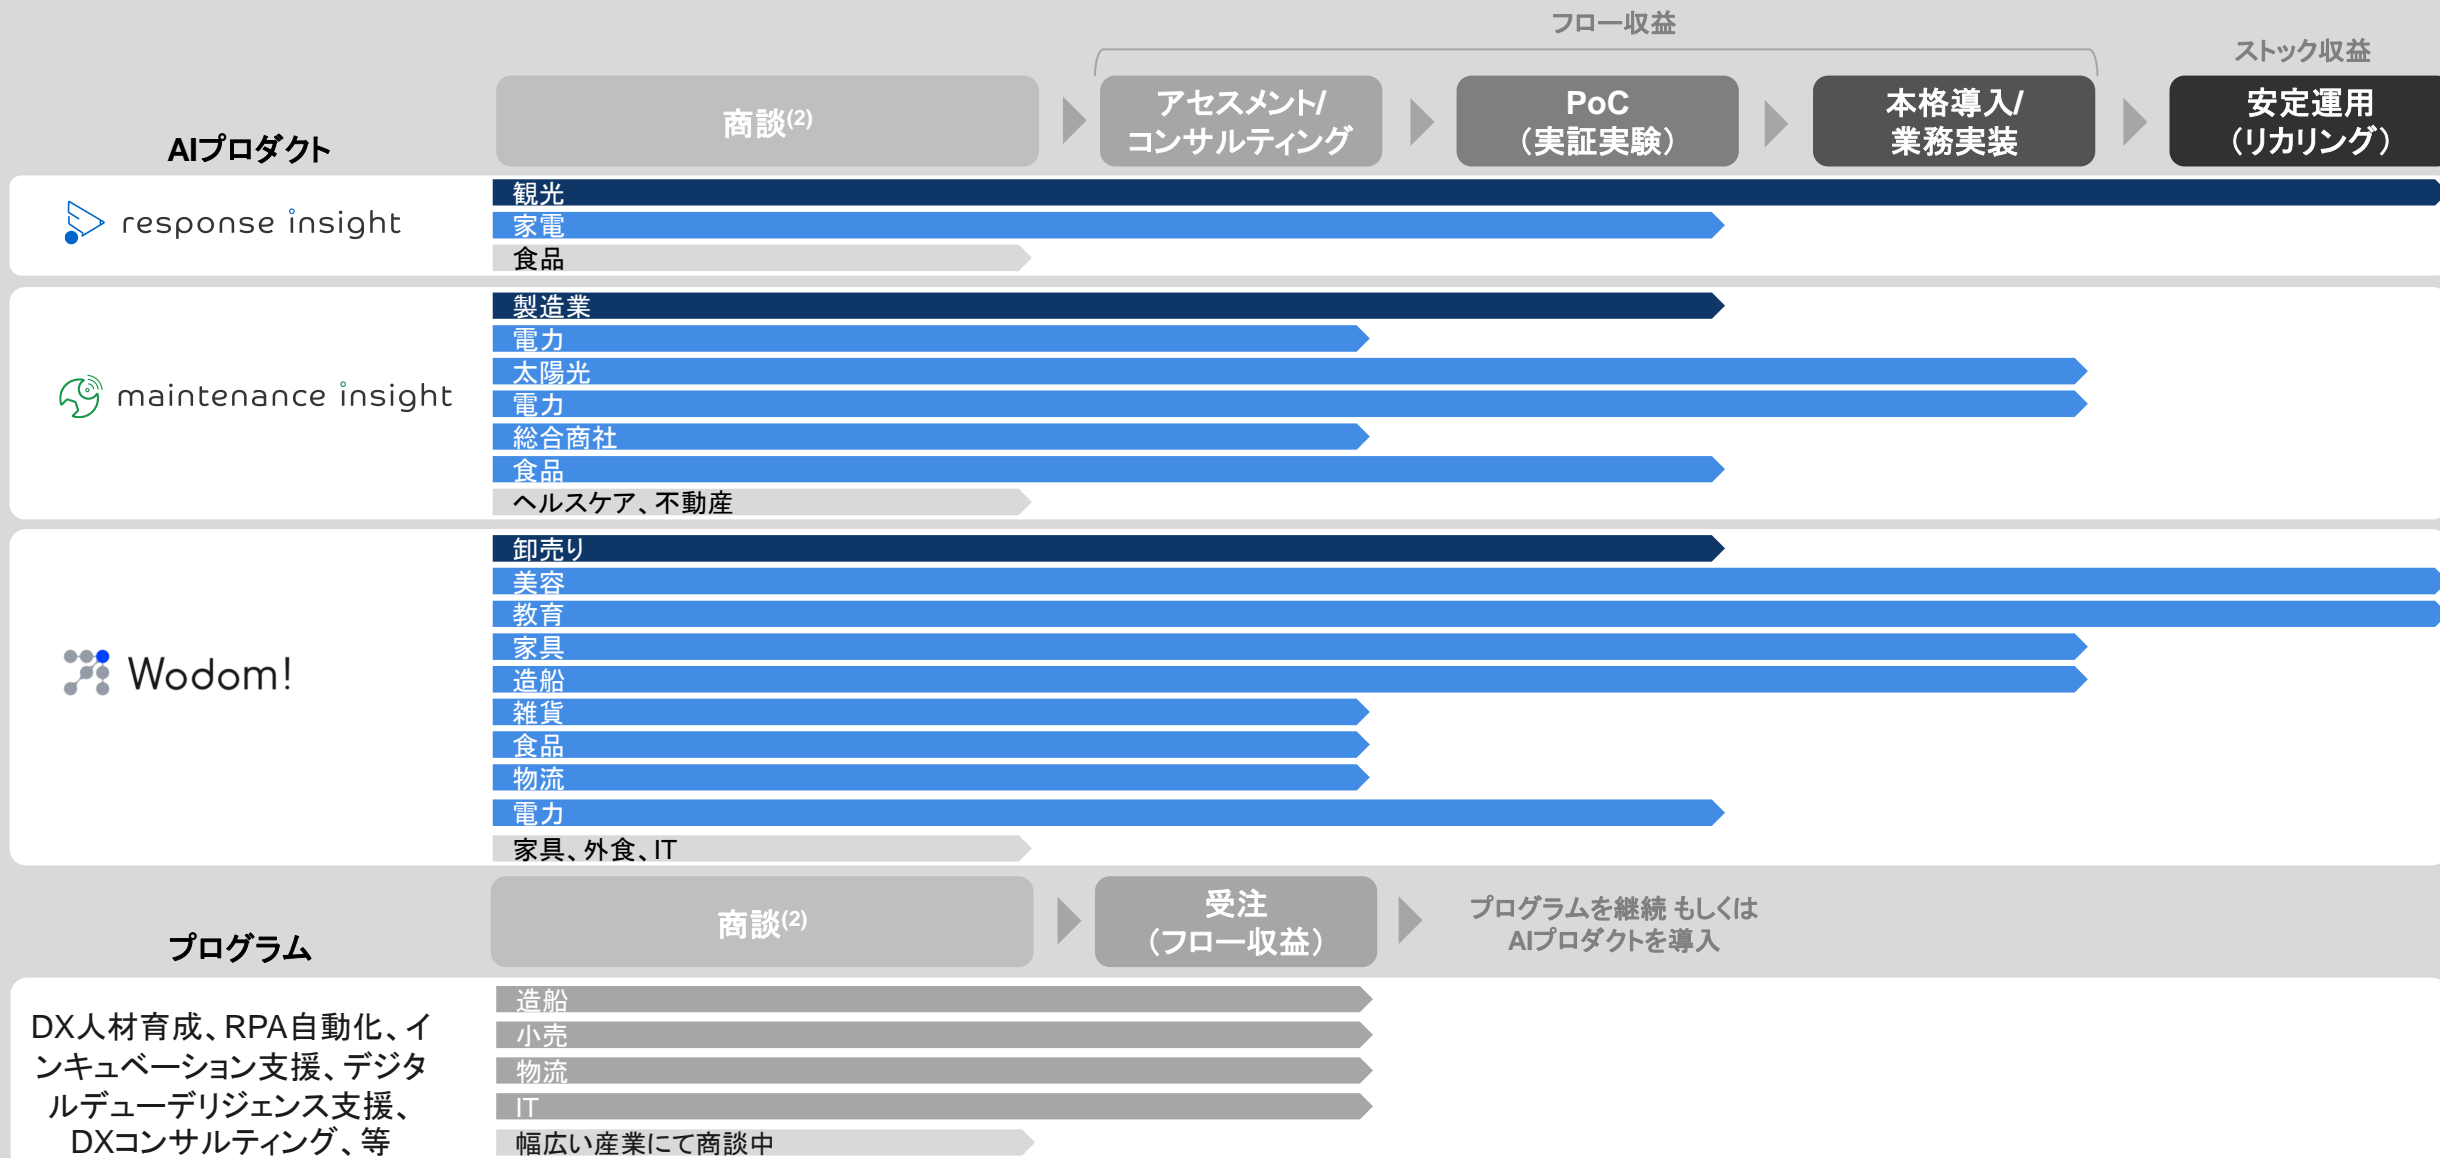 フロー収益
ストック収益
AIプロダクト
商談(2)
アセスメント/
コンサルティング
PoC
（実証実験）
本格導入/
業務実装
安定運用
（リカリング）
response insight
観光
家電
食品
maintenance insight
製造業
電力
太陽光
電力
総合商社
食品
ヘルスケア、不動産
Wodom!
卸売り
美容
教育
家具
造船
雑貨
食品
物流
電力
家具、外食、IT
プログラム
商談(2)
受注
（フロー収益）
プログラムを継続 もしくは
AIプロダクトを導入
DX人材育成、RPA自動化、イ
ンキュベーション支援、デジタ
ルデューデリジェンス支援、
DXコンサルティング、等
造船
小売
物流
IT
幅広い産業にて商談中